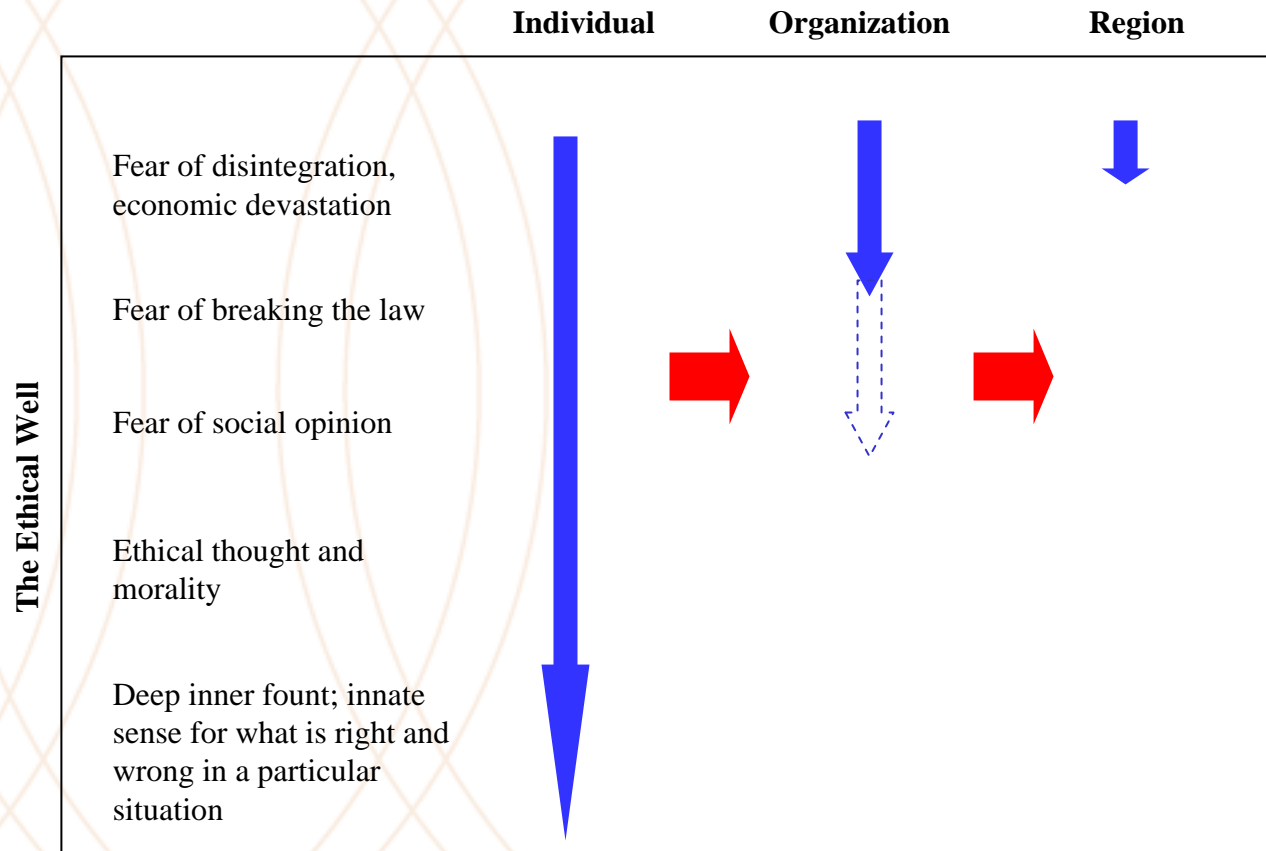 Individual Organization Region
The Ethical Well
Fear of disintegration,
economic devastation
Fear of breaking the law
Fear of social opinion
Ethical thought and
morality
Deep inner fount; innate
sense for what is right and
wrong in a particular
situation